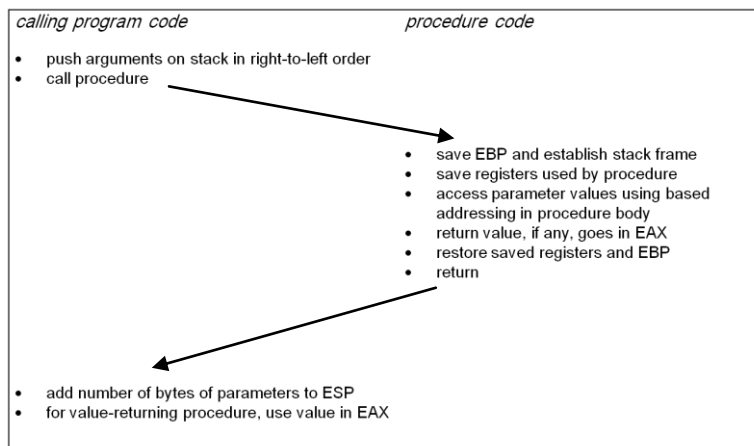 calling program code
procedure code
• push arguments on stack in right-to-left order
• call procedure
• save EBP and establish stack frame
• save registers used by procedure
• access parameter values using based
addressing in procedure body
• return value, if any, goes in EAX
• restore saved registers and EBP
• return
• add number of bytes of parameters to ESP
• for value-returning procedure, use value in EAX